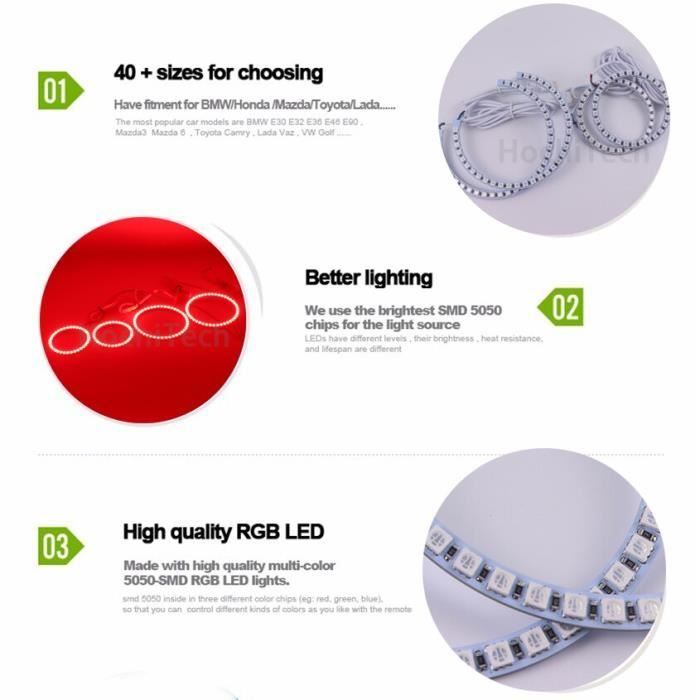 01
40 + sizes for choosing
Have fitment for BMW/Honda /Mazda/Toyota/Lada......
The most popular car models are BMW E30 E32 E36 E46 E90 ,
Mazda3 Mazda 6 , Toyota Camry , Lada Vaz , VW Golf ......
HoshiTech
HoshiTech
Better lighting
We use the brightest SMD 5050
chips for the light source
LEDs have different levels , their brightness , heat resistance,
and lifespan are different
02
03
High quality RGB LED
Made with high quality multi-color
5050-SMD RGB LED lights.
smd 5050 inside in three different color chips (eg: red, green, blue),
so that you can control different kinds of colors as you like with the remote